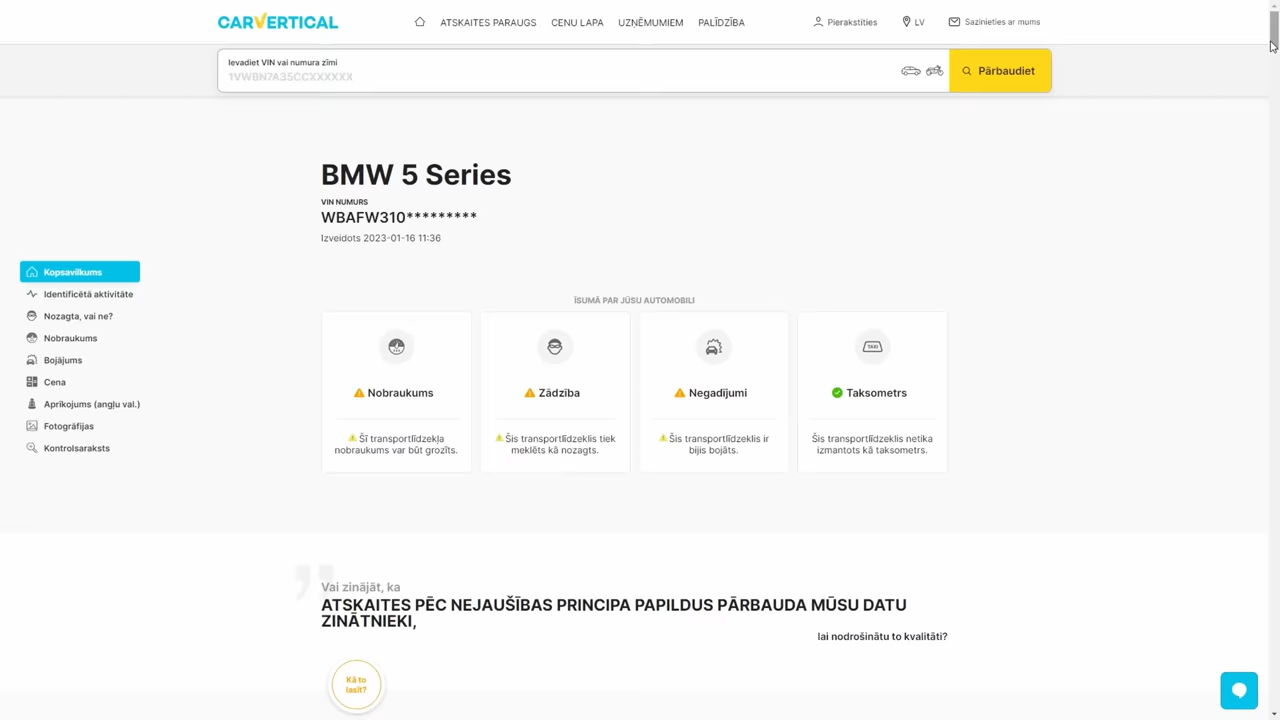 CARVERTICAL
ATSKAITES PARAUGS
CENU LAPA
UZŅĒMUMIEM
PALĪDZĪBA
Pierakstīties
LV
Sazinieties ar mums
Ievadiet VIN vai numura zīmi
1VWBN7A35CCXXXXXX
Pārbaudiet
BMW 5 Series
VIN NUMURS
WBAFW310*********
Izveidots 2023-01-16 11:36
Kopsavilkums
Identificētā aktivitāte
Nozagta, vai ne?
Nobraukums
Bojājums
Cena
Aprīkojums (angļu val.)
Fotogrāfijas
Kontrolsaraksts
ĪSUMĀ PAR JŪSU AUTOMOBILI
Nobraukums
Šī transportlīdzekļa
nobraukums var būt grozīts.
Zādzība
Šis transportlīdzeklis tiek
meklēts kā nozagts.
Negadījumi
Šis transportlīdzeklis ir
bijis bojāts.
TAXI
Taksometrs
Šis transportlīdzeklis netika
izmantots kā taksometrs.
Vai zinājāt, ka
ATSKAITES PĒC NEJAUŠĪBAS PRINCIPA PAPILDUS PĀRBAUDA MŪSU DATU
ZINĀTNIEKI,
lai nodrošinātu to kvalitāti?
Kā to
lasīt?